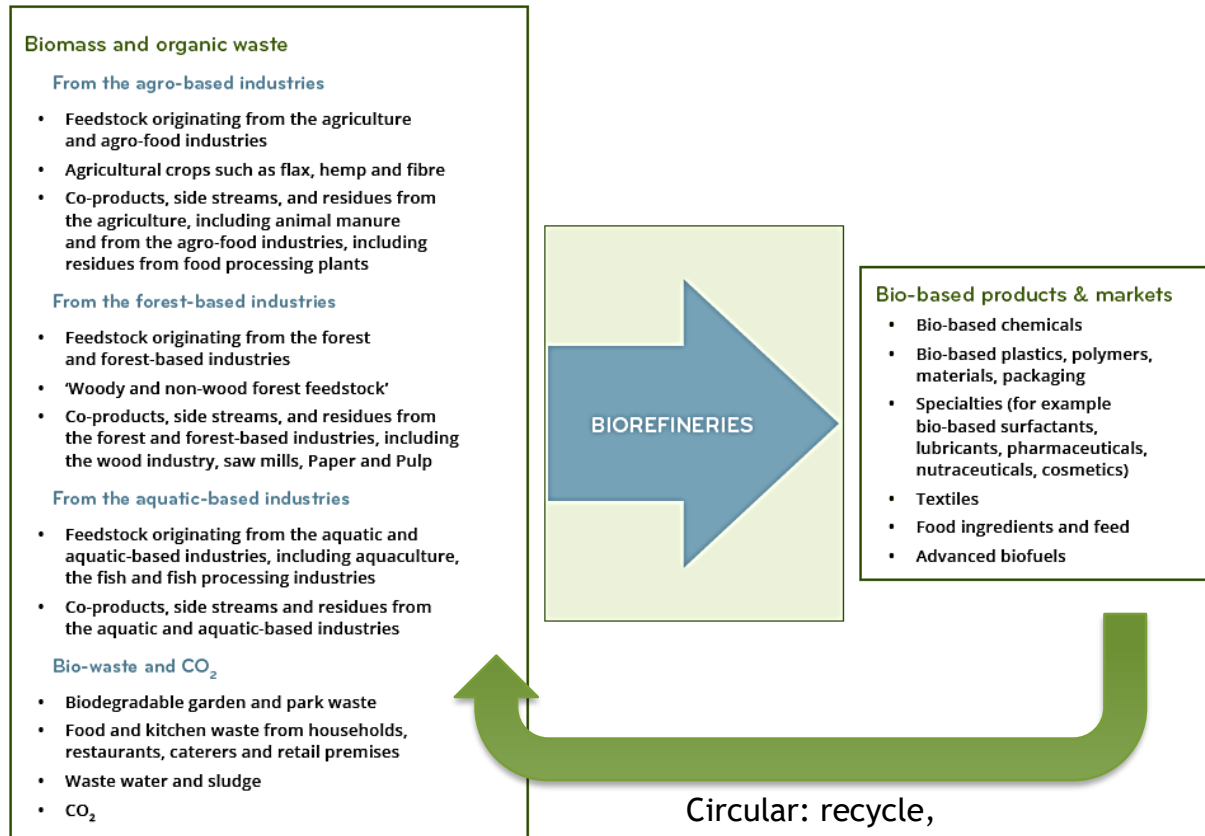 Biomass and organic waste
From the agro-based industries
• Feedstock originating from the agriculture
and agro-food industries
• Agricultural crops such as flax, hemp and fibre
• Co-products, side streams, and residues from
the agriculture, including animal manure
and from the agro-food industries, including
residues from food processing plants
From the forest-based industries
• Feedstock originating from the forest
and forest-based industries
• ‘Woody and non-wood forest feedstock’
• Co-products, side streams, and residues from
the forest and forest-based industries, including
the wood industry, saw mills, Paper and Pulp
From the aquatic-based industries
• Feedstock originating from the aquatic and
aquatic-based industries, including aquaculture,
the fish and fish processing industries
• Co-products, side streams and residues from
the aquatic and aquatic-based industries
Bio-waste and CO₂
• Biodegradable garden and park waste
• Food and kitchen waste from households,
restaurants, caterers and retail premises
• Waste water and sludge
• CO₂
BIOREFINERIES
Bio-based products & markets
• Bio-based chemicals
• Bio-based plastics, polymers,
materials, packaging
• Specialties (for example
bio-based surfactants,
lubricants, pharmaceuticals,
nutraceuticals, cosmetics)
• Textiles
• Food ingredients and feed
• Advanced biofuels
Circular: recycle,